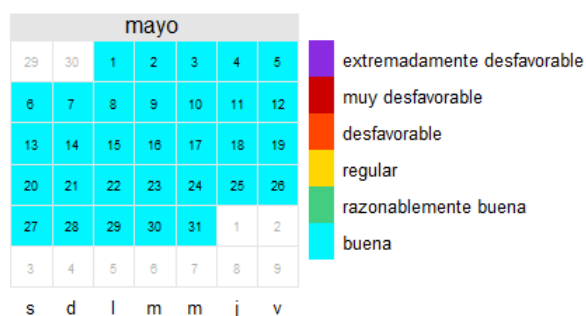 mayo
29 30 1 2 3 4 5
6 7 8 9 10 11 12
13 14 15 16 17 18 19
20 21 22 23 24 25 26
27 28 29 30 31 1 2
3 4 5 6 7 8 9
s d l m m j v
extremadamente desfavorable
muy desfavorable
desfavorable
regular
razonablemente buena
buena